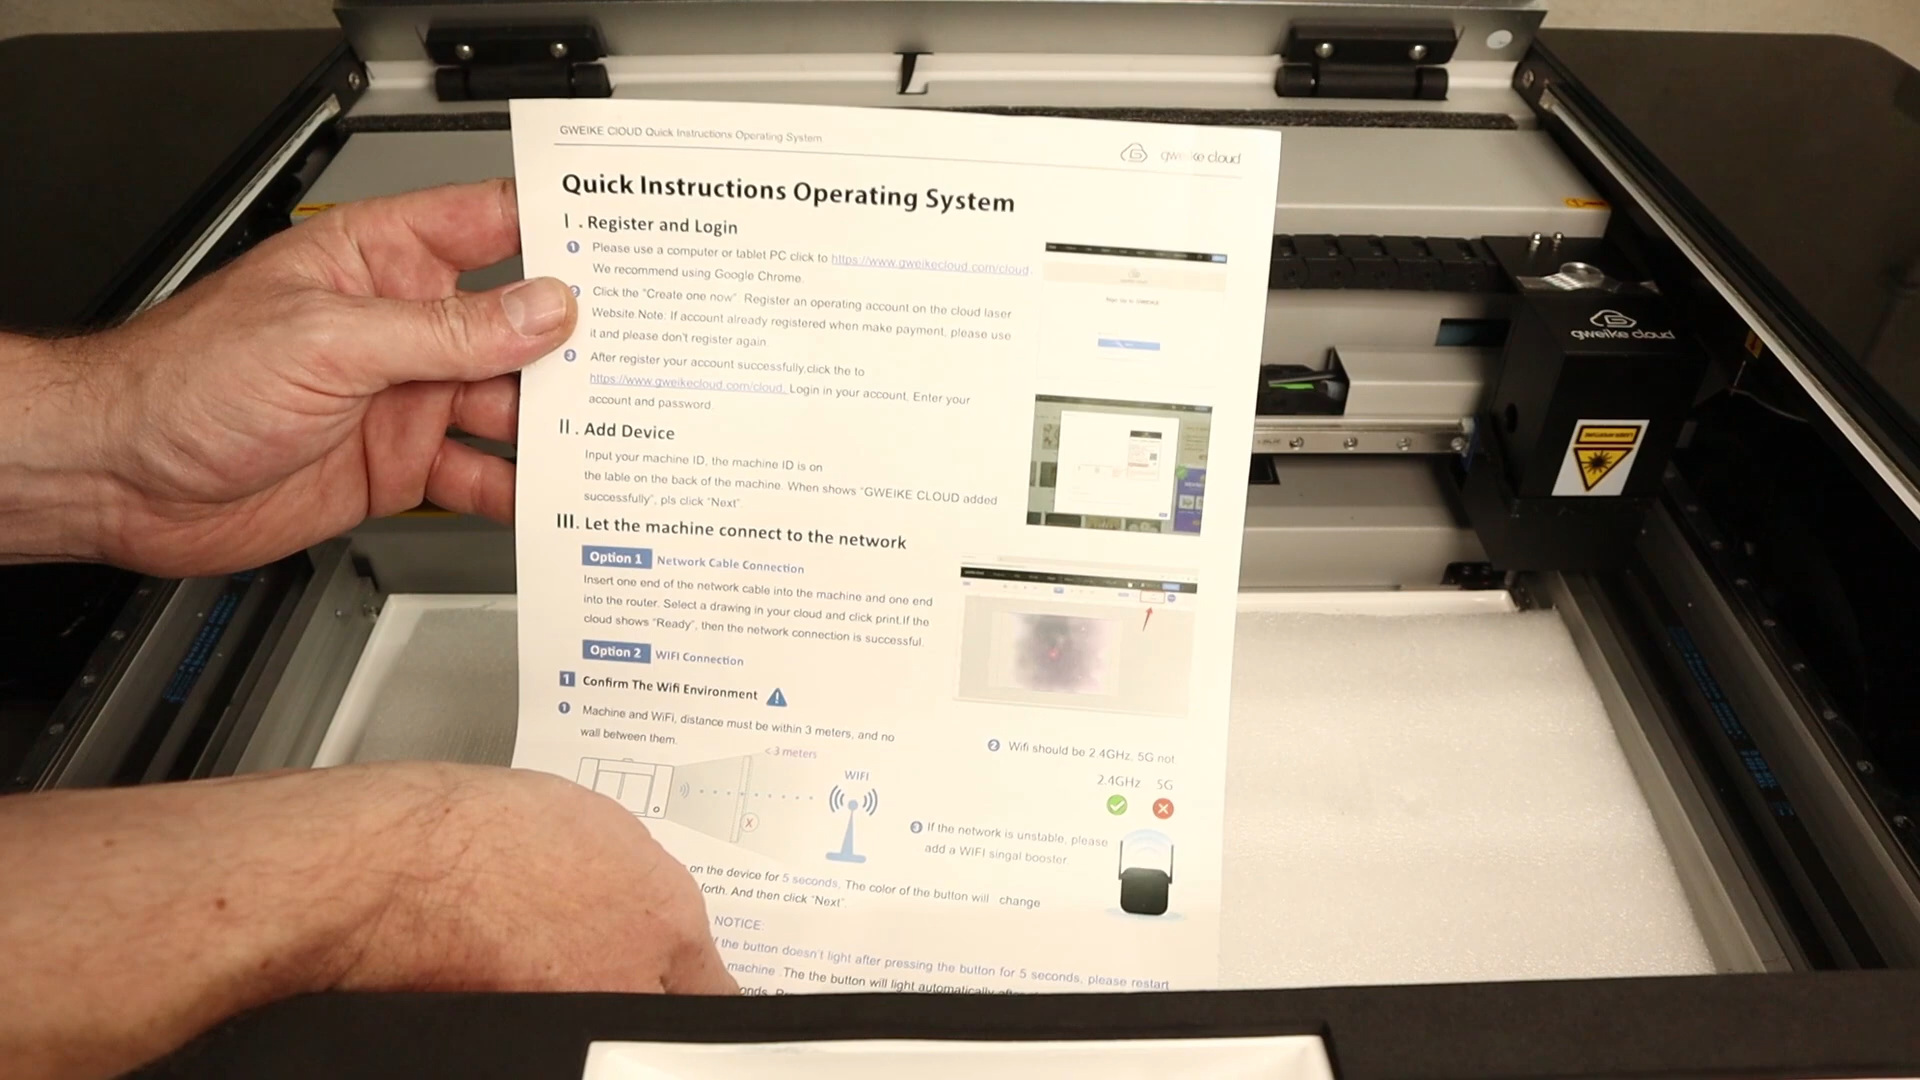 GWEIKE ClOUD Quick Instructions Operating System
gweike cloud
Quick Instructions Operating System
I . Register and Login
1 Please use a computer or tablet PC click to https://www.gweikecloud.com/cloud.
We recommend using Google Chrome.
2 Click the "Create one now" Register an operating account on the cloud laser
Website.Note: If account already registered when make payment, please use
it and please don't register again.
3 After register your account successfully,click the to
https://www.gweikecloud.com/cloud. Login in your account, Enter your
account and password.
II . Add Device
Input your machine ID, the machine ID is on
the lable on the back of the machine. When shows "GWEIKE CLOUD added
successfully", pls click "Next"
III. Let the machine connect to the network
Option 1 Network Cable Connection
Insert one end of the network cable into the machine and one end
into the router. Select a drawing in your cloud and click print.If the
cloud shows "Ready", then the network connection is successful.
Option 2 WIFI Connection
1 Confirm The Wifi Environment
1 Machine and WiFi, distance must be within 3 meters, and no
wall between them.
< 3 meters
WIFI
X
2 Wifi should be 2.4GHz, 5G not
2.4GHz 5G
3 If the network is unstable, please
add a WIFI singal booster.
on the device for 5 seconds, The color of the button will change
forth. And then click "Next".
NOTICE:
the button doesn't light after pressing the button for 5 seconds, please restart
machine .The the button will light automatically
gweike cloud
LASER APERTURE